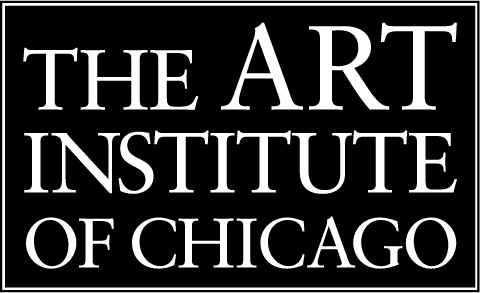 THE ART
INSTITUTE
OF CHICAGO